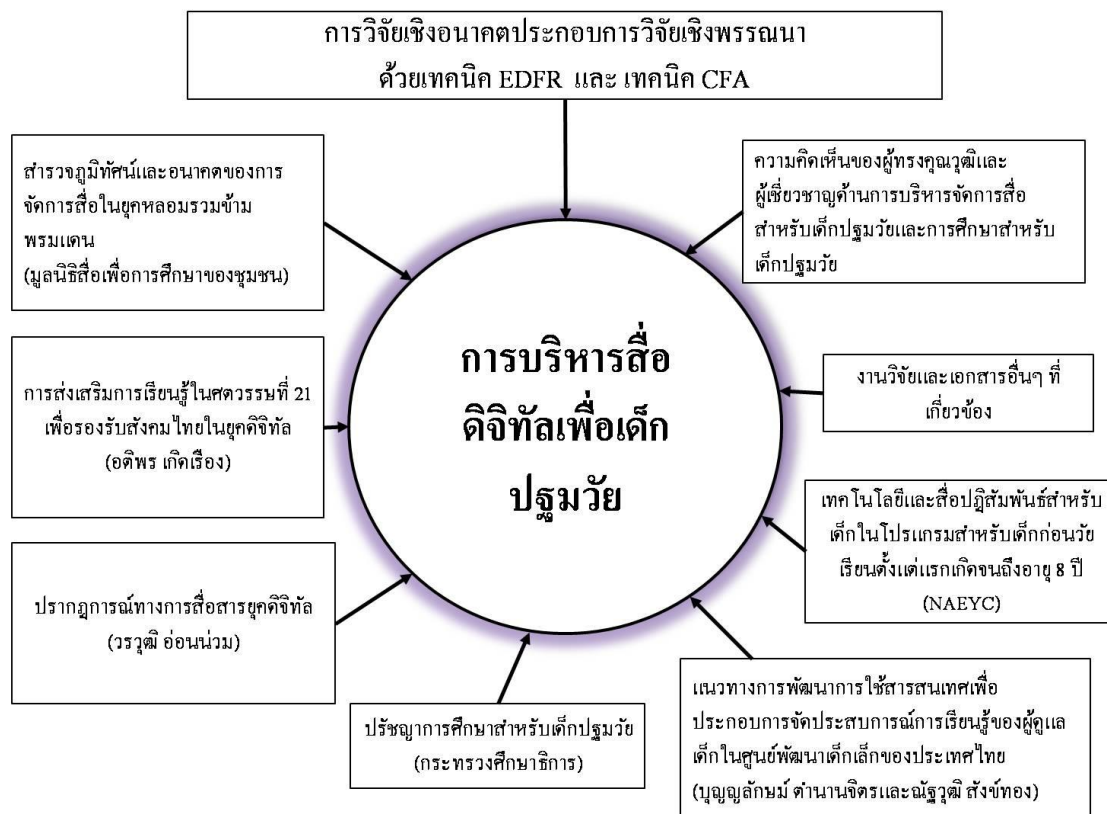 การวิจัยเชิงอนาคตประกอบการวิจัยเชิงพรรณนา
ด้วยเทคนิค EDFR และ เทคนิค CFA
สำรวจภูมิทัศน์และอนาคตของการ
จัดการสื่อในยุคหลอมรวมข้าม
พรมแดน
(มูลนิธิสื่อเพื่อการศึกษาของชุมชน)
ความคิดเห็นของผู้ทรงคุณวุฒิและ
ผู้เชี่ยวชาญด้านการบริหารจัดการสื่อ
สำหรับเด็กปฐมวัยและการศึกษาสำหรับ
เด็กปฐมวัย
การบริหารสื่อ
ดิจิทัลเพื่อเด็ก
ปฐมวัย
การส่งเสริมการเรียนรู้ในศตวรรษที่ 21
เพื่อรองรับสังคมไทยในยุคดิจิทัล
(อติพร เกิดเรือง)
งานวิจัยและเอกสารอื่นๆ ที่
เกี่ยวข้อง
เทคโนโลยีและสื่อปฏิสัมพันธ์สำหรับ
เด็กในโปรแกรมสำหรับเด็กก่อนวัย
เรียนตั้งแต่แรกเกิดจนถึงอายุ 8 ปี
(NAEYC)
ปรากฏการณ์ทางการสื่อสารยุคดิจิทัล
(วรวุฒิ อ่อนน่วม)
ปรัชญาการศึกษาสำหรับเด็กปฐมวัย
(กระทรวงศึกษาธิการ)
แนวทางการพัฒนาการใช้สารสนเทศเพื่อ
ประกอบการจัดประสบการณ์การเรียนรู้ของผู้ดูแล
เด็กในศูนย์พัฒนาเด็กเล็กของประเทศไทย
(บุญญลักษม์ ตำนานจิตรและณัฐวุฒิ สังข์ทอง)